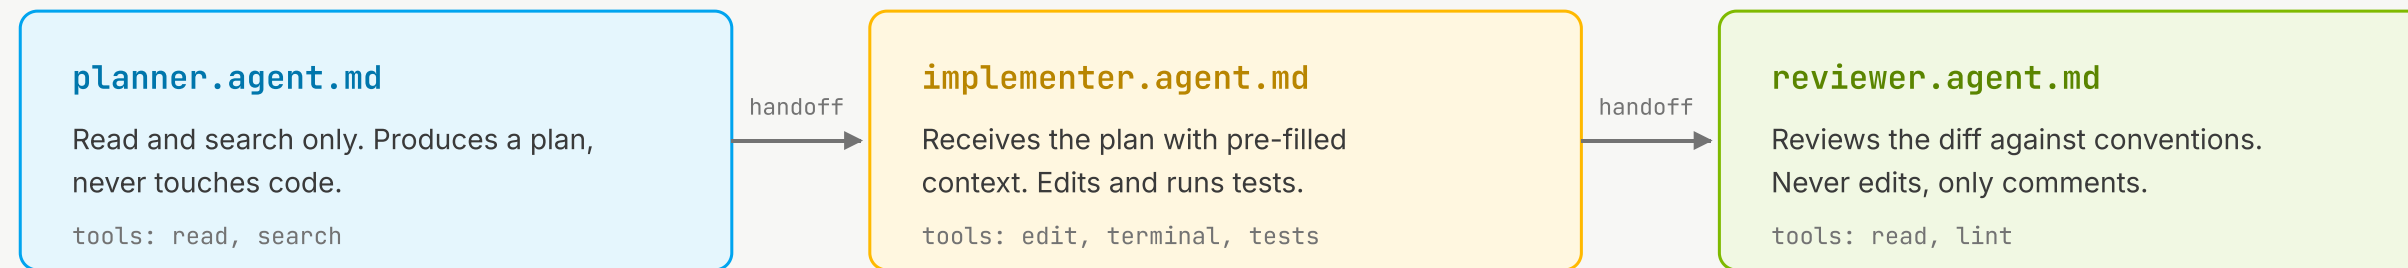 planner.agent.md
Read and search only. Produces a plan,
never touches code.
tools: read, search
handoff
implementer.agent.md
Receives the plan with pre-filled
context. Edits and runs tests.
tools: edit, terminal, tests
handoff
reviewer.agent.md
Reviews the diff against conventions.
Never edits, only comments.
tools: read, lint